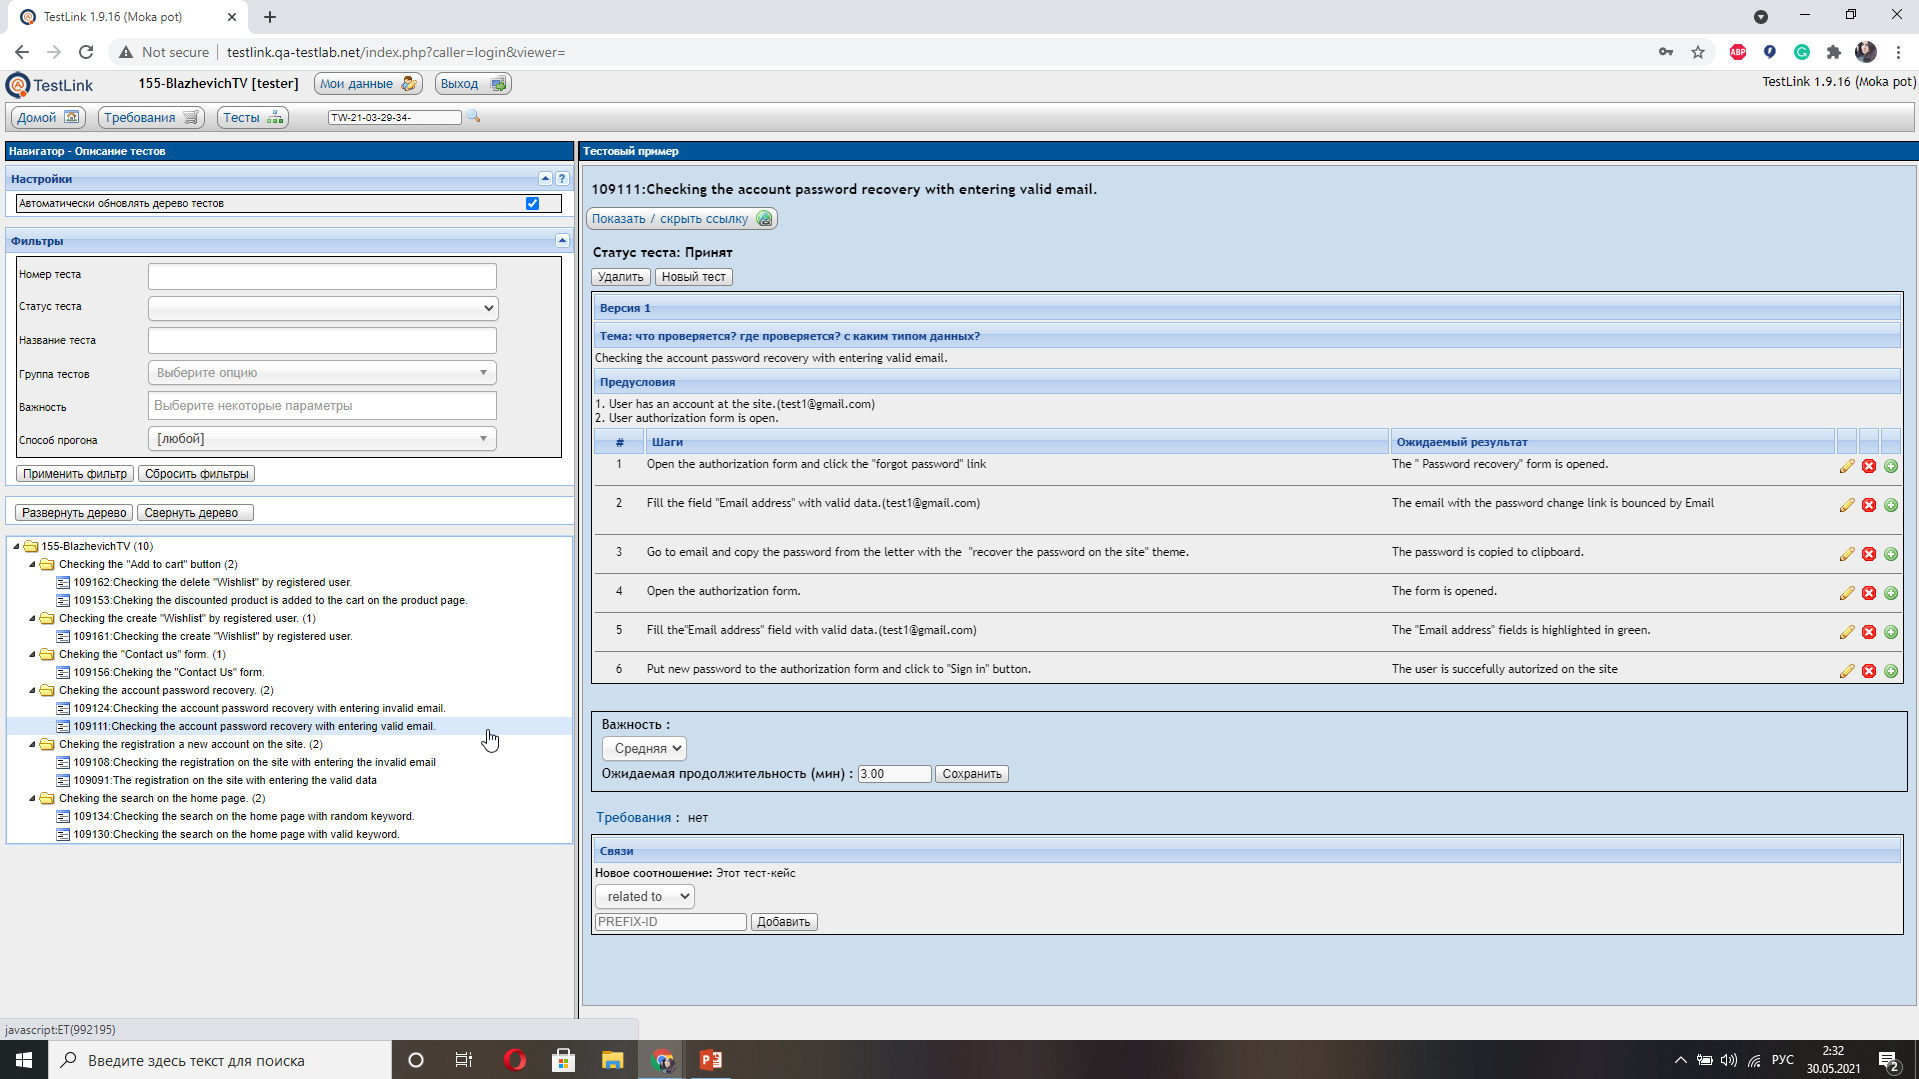 TestLink 1.9.16 (Moka pot)
Not secure
testlink.qa-testlab.net/index.php?caller=login&viewer=
ABP
TestLink
155-BlazhevichTV [tester]
Мои данные
Выход
TestLink 1.9.16 (Moka pot)
Домой
Требования
Тесты
TW-21-03-29-34-
Навигатор - Описание тестов
Настройки
?
Автоматически обновлять дерево тестов
Фильтры
Номер теста
Статус теста
Название теста
Группа тестов
Выберите опцию
Важность
Выберите некоторые параметры
Способ прогона
[любой]
Применить фильтр
Сбросить фильтры
Развернуть дерево
Свернуть дерево
155-BlazhevichTV (10)
Checking the "Add to cart" button (2)
109162:Checking the delete "Wishlist" by registered user.
109153:Cheking the discounted product is added to the cart on the product page.
Checking the create "Wishlist" by registered user. (1)
109161:Checking the create "Wishlist" by registered user.
Cheking the "Contact us" form. (1)
109156:Cheking the "Contact Us" form.
Cheking the account password recovery. (2)
109124:Checking the account password recovery with entering invalid email.
109111:Checking the account password recovery with entering valid email.
Cheking the registration a new account on the site. (2)
109108:Checking the registration on the site with entering the invalid email
109091:The registration on the site with entering the valid data
Cheking the search on the home page. (2)
109134:Checking the search on the home page with random keyword.
109130:Checking the search on the home page with valid keyword.
Тестовый пример
109111:Checking the account password recovery with entering valid email.
Показать / скрыть ссылку
Статус теста: Принят
Удалить
Новый тест
Версия 1
Тема: что проверяется? где проверяется? с каким типом данных?
Checking the account password recovery with entering valid email.
Предусловия
1. User has an account at the site.(test1@gmail.com)
2. User authorization form is open.
# Шаги Ожидаемый результат
1 Open the authorization form and click the "forgot password" link The " Password recovery" form is opened.
2 Fill the field "Email address" with valid data.(test1@gmail.com) The email with the password change link is bounced by Email
3 Go to email and copy the password from the letter with the "recover the password on the site" theme. The password is copied to clipboard.
4 Open the authorization form. The form is opened.
5 Fill the"Email address" field with valid data.(test1@gmail.com) The "Email address" fields is highlighted in green.
6 Put new password to the authorization form and click to "Sign in" button. The user is succefully autorized on the site
Важность :
Средняя
Ожидаемая продолжительность (мин) : 3.00 Сохранить
Требования : нет
Связи
Новое соотношение: Этот тест-кейс
related to
PREFIX-ID
Добавить
javascript:ET(992195)
Введите здесь текст для поиска
РУС
2:32
30.05.2021
2